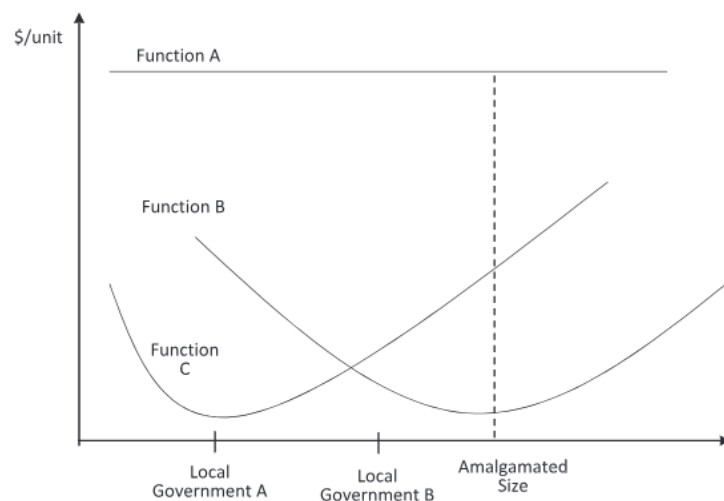 $/unit
Function A
Function B
Function
C
Local
Government A
Local
Government B
Amalgamated
Size